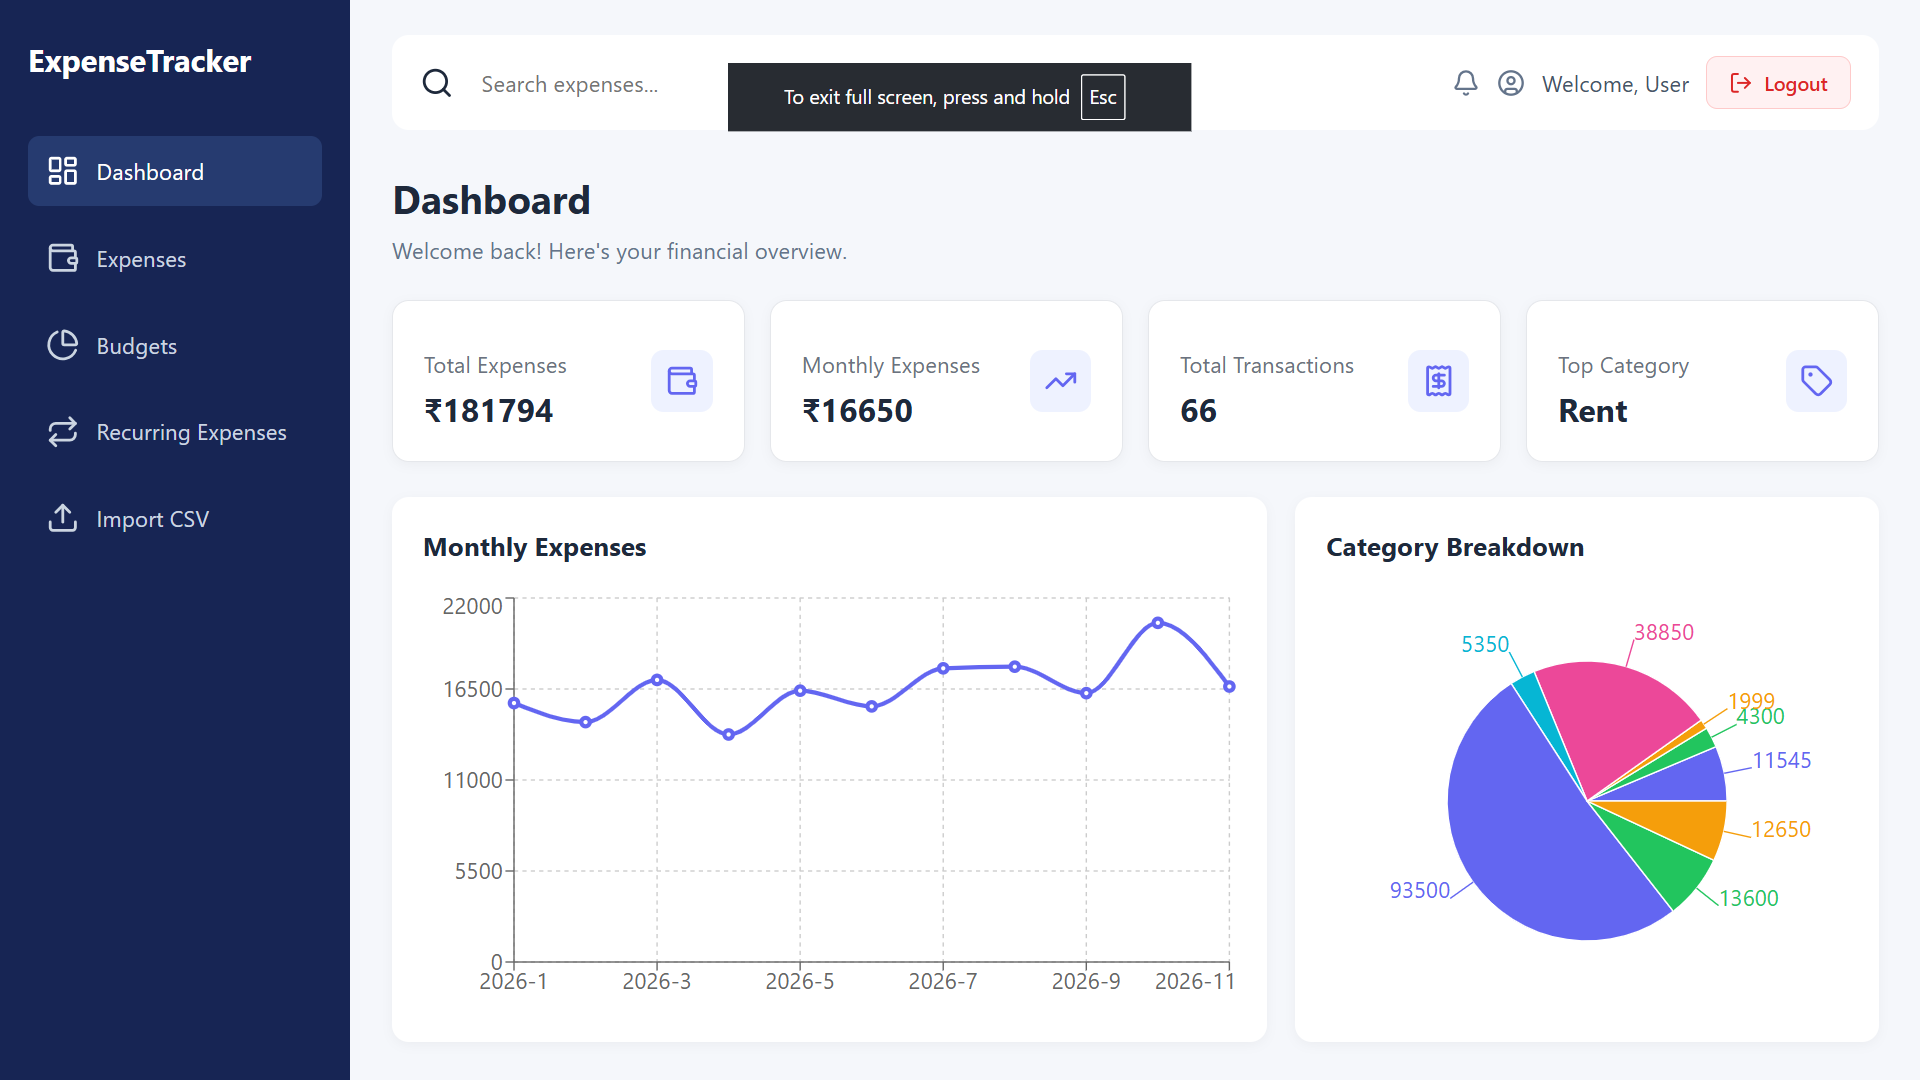 ExpenseTracker
Dashboard
Expenses
Budgets
Recurring Expenses
Import CSV
Search expenses...
To exit full screen, press and hold Esc
Welcome, User
Logout
Dashboard
Welcome back! Here's your financial overview.
Total Expenses
₹181794
Monthly Expenses
₹16650
Total Transactions
66
Top Category
Rent
Monthly Expenses
22000
16500
11000
5500
0
2026-1 2026-3 2026-5 2026-7 2026-9 2026-11
Category Breakdown
38850
5350
1999
4300
11545
12650
93500
13600